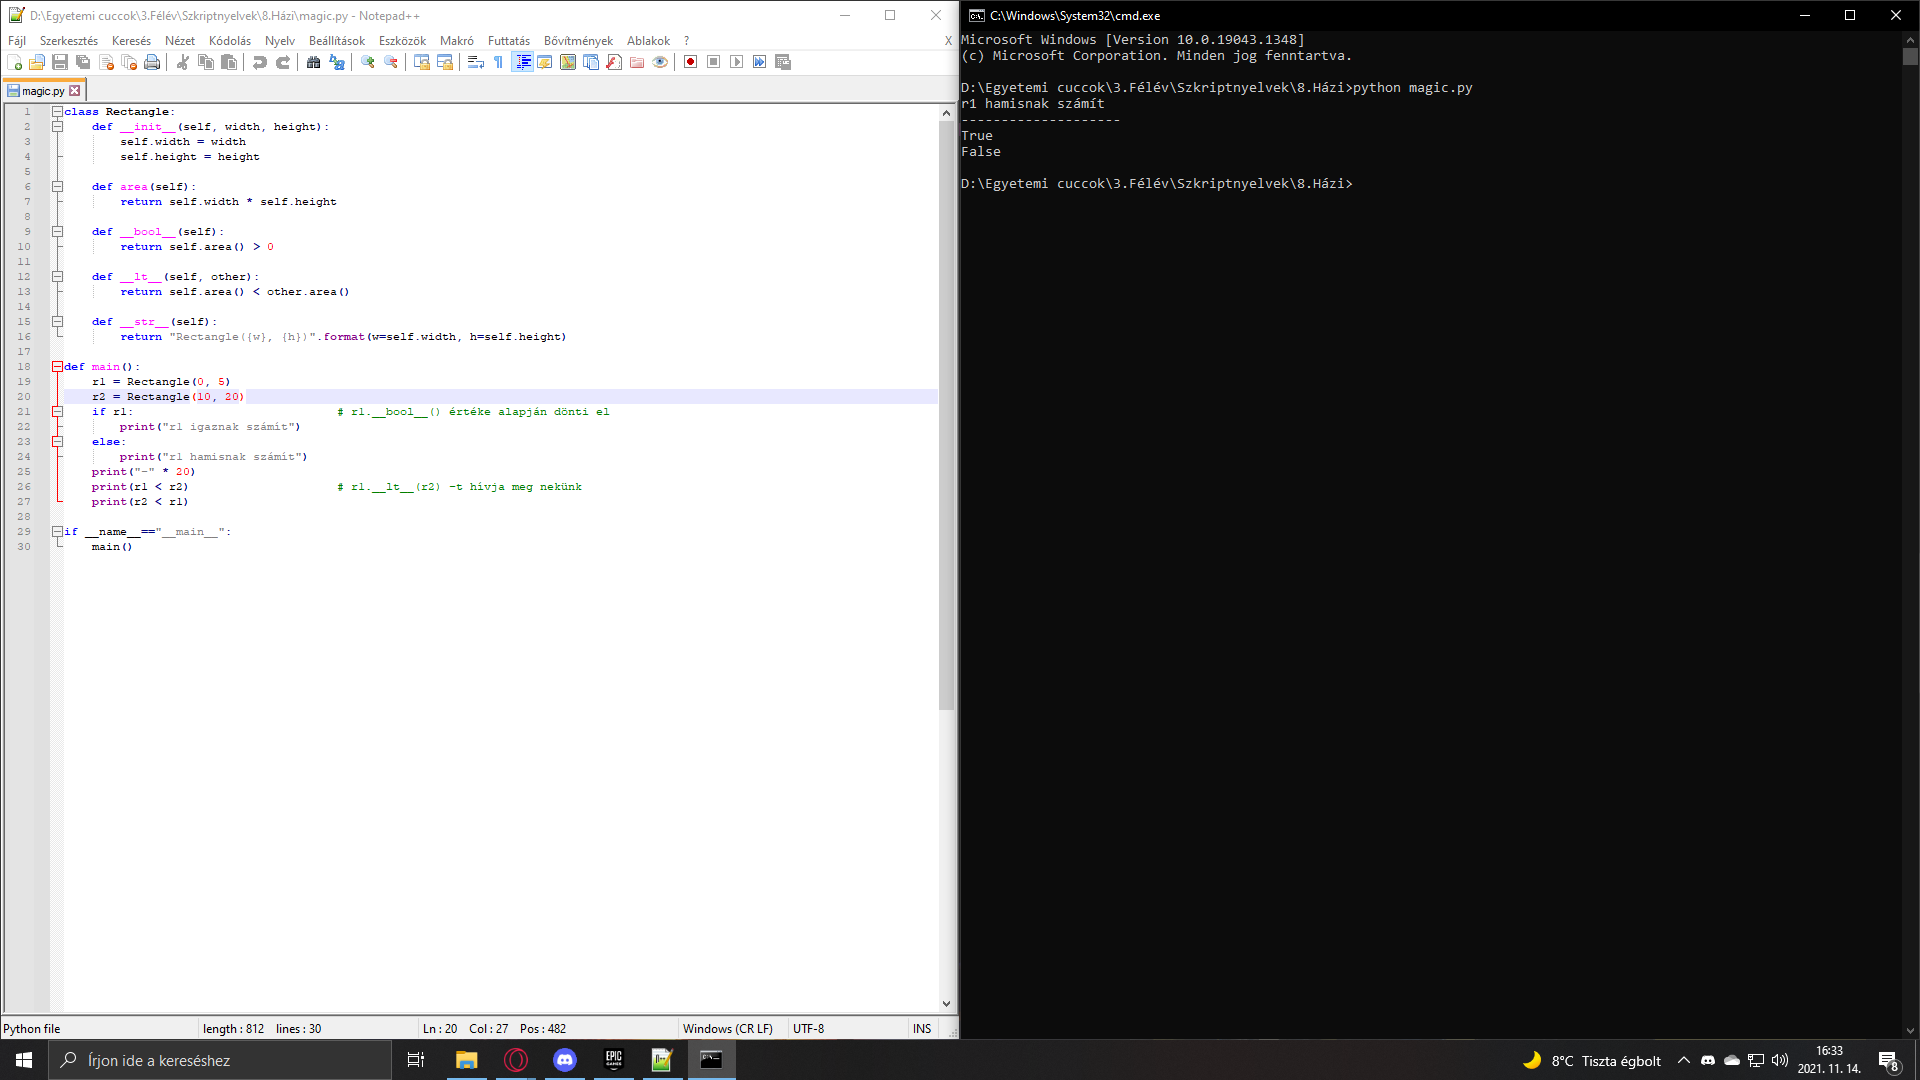 D:\Egyetemi cuccok\3.Félév\Szkriptnyelvek\8.Házi\magic.py - Notepad++
Fájl Szerkesztés Keresés Nézet Kódolás Nyelv Beállítások Eszközök Makró Futtatás Bővítmények Ablakok ? X
magic.py
1 class Rectangle:
2     def __init__(self, width, height):
3         self.width = width
4         self.height = height
5
6     def area(self):
7         return self.width * self.height
8
9     def __bool__(self):
10         return self.area() > 0
11
12     def __lt__(self, other):
13         return self.area() < other.area()
14
15     def __str__(self):
16         return "Rectangle({w}, {h})".format(w=self.width, h=self.height)
17
18 def main():
19     r1 = Rectangle(0, 5)
20     r2 = Rectangle(10, 20)
21     if r1:                             # r1.__bool__() értéke alapján dönti el
22         print("r1 igaznak számít")
23     else:
24         print("r1 hamisnak számít")
25     print("-" * 20)
26     print(r1 < r2)                     # r1.__lt__(r2) -t hívja meg nekünk
27     print(r2 < r1)
28
29 if __name__=="__main__":
30     main()
Python file length : 812 lines : 30 Ln : 20 Col : 27 Pos : 482 Windows (CR LF) UTF-8 INS
C:\Windows\System32\cmd.exe
Microsoft Windows [Version 10.0.19043.1348]
(c) Microsoft Corporation. Minden jog fenntartva.
D:\Egyetemi cuccok\3.Félév\Szkriptnyelvek\8.Házi>python magic.py
r1 hamisnak számít
--------------------
True
False
D:\Egyetemi cuccok\3.Félév\Szkriptnyelvek\8.Házi>
Írjon ide a kereséshez
EPIC GAMES
8°C Tiszta égbolt
16:33
2021. 11. 14.
8